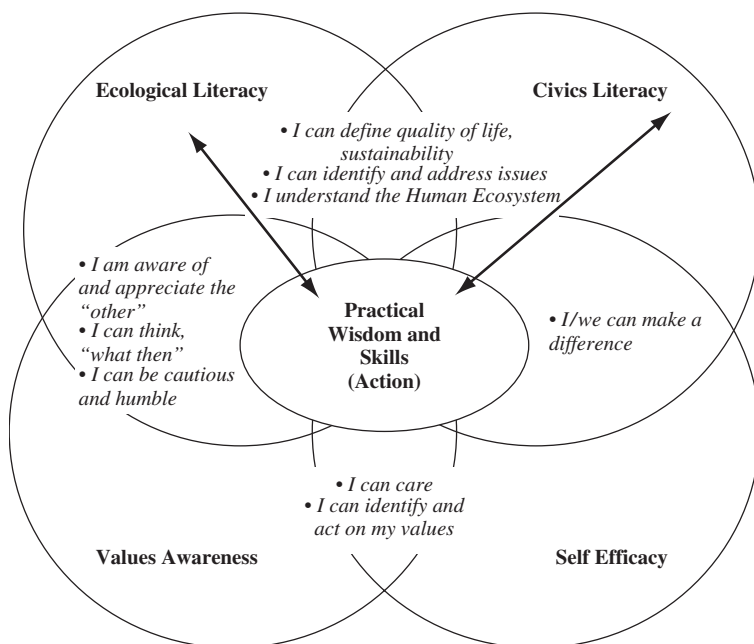 Ecological Literacy
Civics Literacy
• I can define quality of life,
sustainability
• I can identify and address issues
• I understand the Human Ecosystem
• I am aware of
and appreciate the
“other”
• I can think,
“what then”
• I can be cautious
and humble
Practical
Wisdom and
Skills
(Action)
• I/we can make a
difference
• I can care
• I can identify and
act on my values
Values Awareness
Self Efficacy